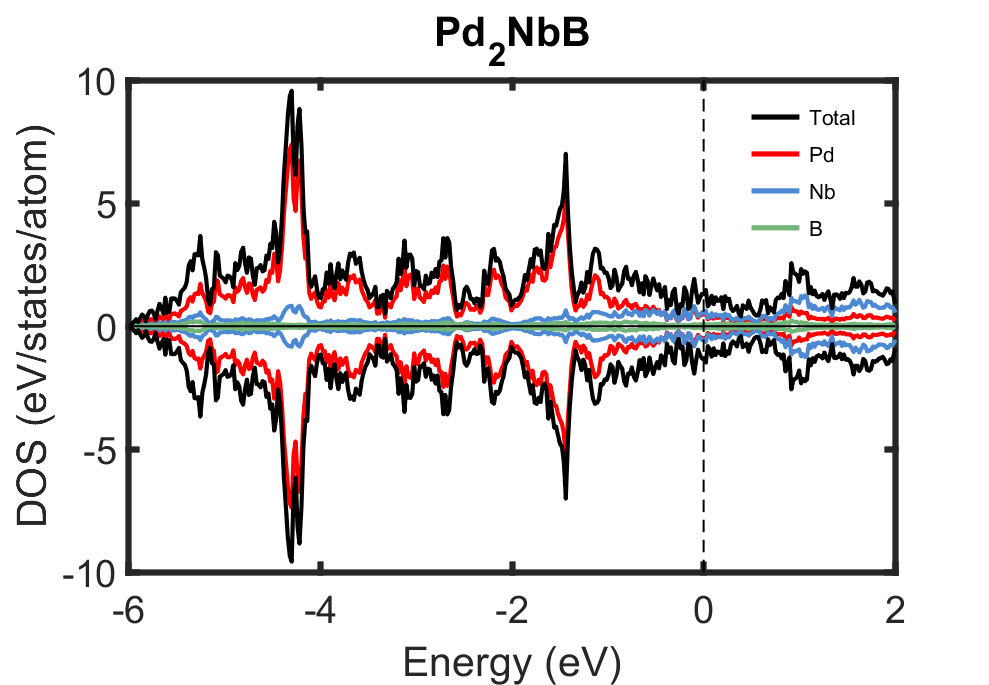 Pd₂NbB
10
5
0
-5
-10
DOS (eV/states/atom)
Total
Pd
Nb
B
-6 -4 -2 0 2
Energy (eV)